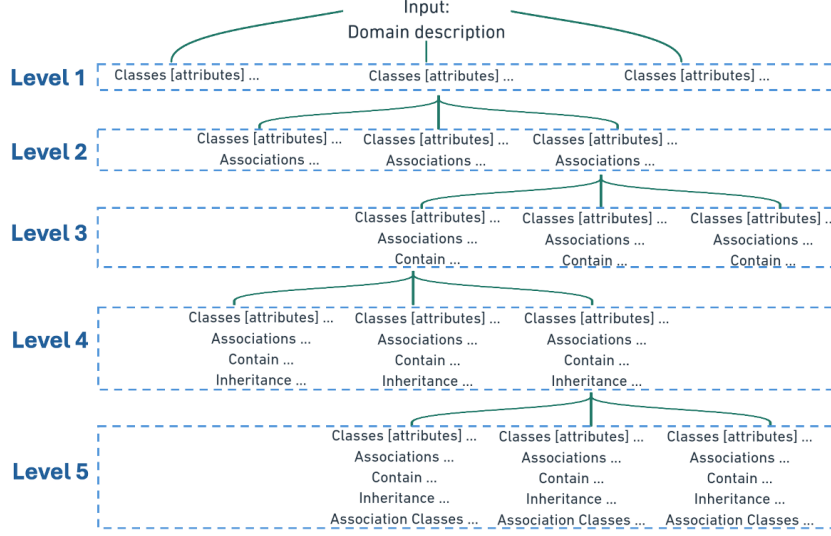 Input:
Domain description
Level 1
Classes [attributes] ... Classes [attributes] ... Classes [attributes] ...
Level 2
Classes [attributes] ... Classes [attributes] ... Classes [attributes] ...
Associations ... Associations ... Associations ...
Level 3
Classes [attributes] ... Classes [attributes] ... Classes [attributes] ...
Associations ... Associations ... Associations ...
Contain ... Contain ... Contain ...
Level 4
Classes [attributes] ... Classes [attributes] ... Classes [attributes] ...
Associations ... Associations ... Associations ...
Contain ... Contain ... Contain ...
Inheritance ... Inheritance ... Inheritance ...
Level 5
Classes [attributes] ... Classes [attributes] ... Classes [attributes] ...
Associations ... Associations ... Associations ...
Contain ... Contain ... Contain ...
Inheritance ... Inheritance ... Inheritance ...
Association Classes ... Association Classes ... Association Classes ...